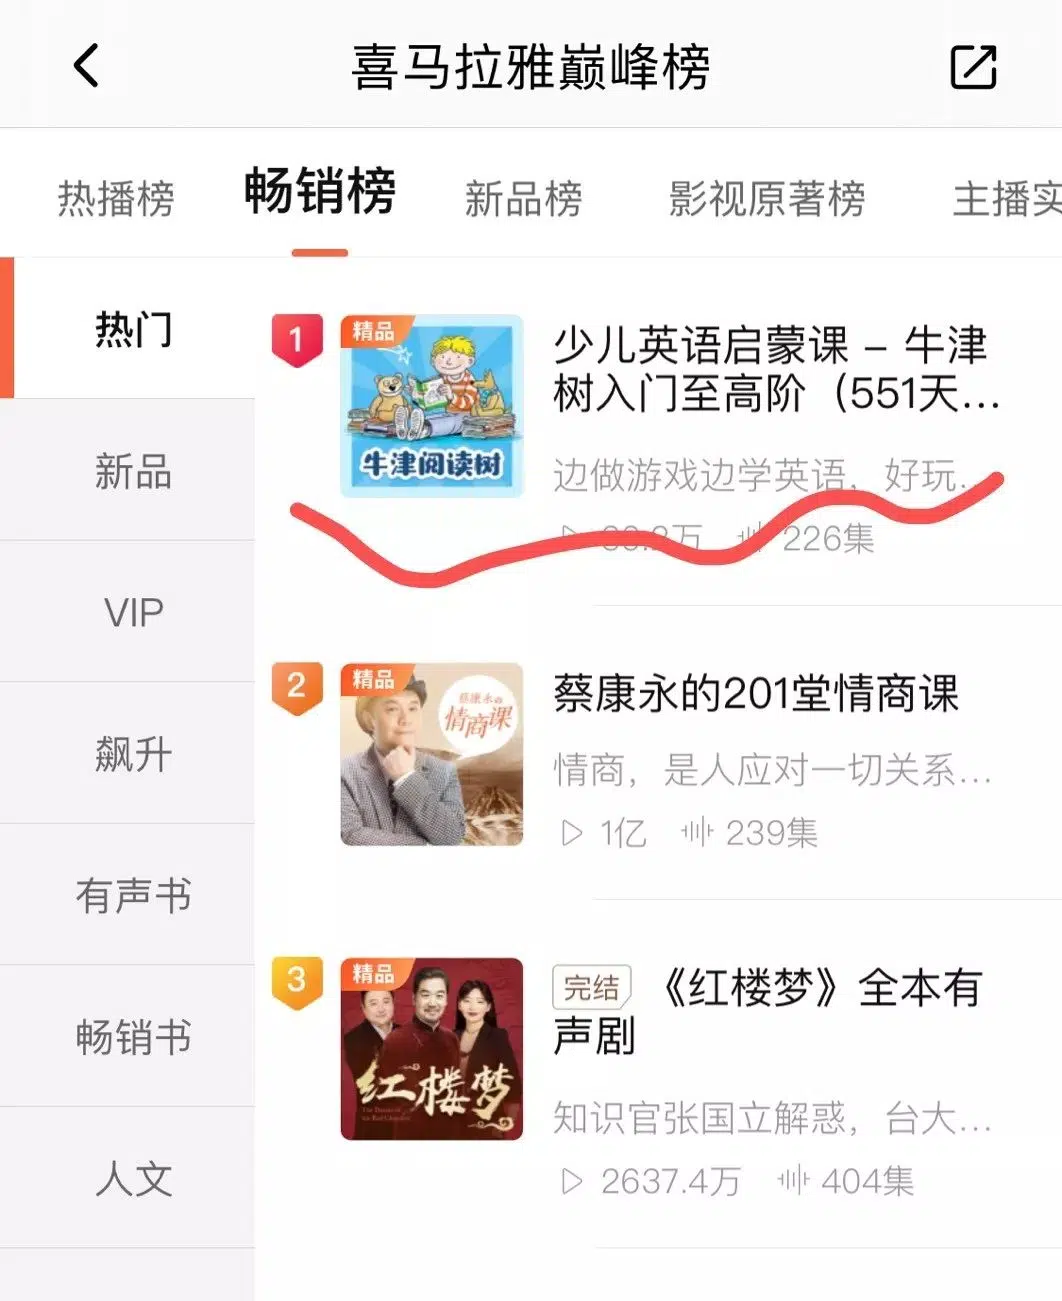 喜马拉雅巅峰榜
热播榜 畅销榜 新品榜 影视原著榜 主播实
热门
新品
VIP
飙升
有声书
畅销书
人文
1
精品
牛津阅读树
少儿英语启蒙课 – 牛津
树入门至高阶（551天...
边做游戏边学英语，好玩...
226集
2
精品
蔡康永の
情商课
蔡康永的201堂情商课
情商，是人应对一切关系...
1亿 239集
3
精品
红楼梦
完结 《红楼梦》全本有
声剧
知识官张国立解惑，台大...
2637.4万 404集